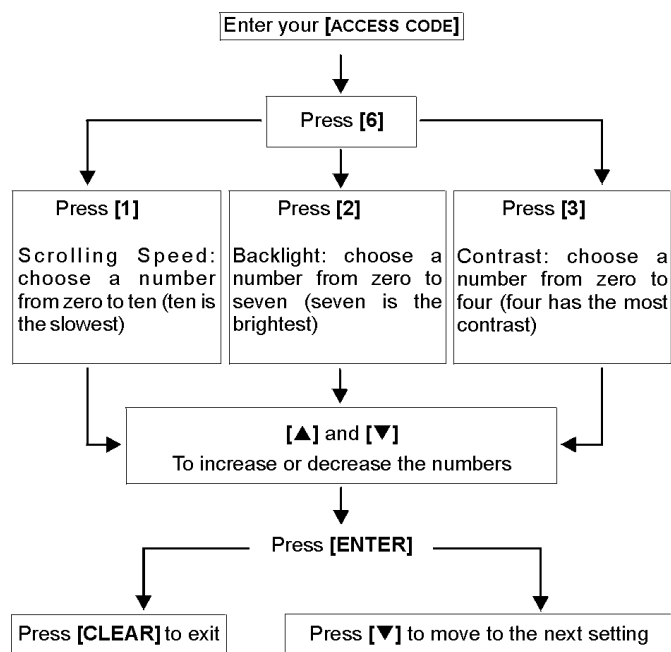 Enter your [ACCESS CODE]
Press [6]
Press [1]
Scrolling Speed:
choose a number
from zero to ten (ten is
the slowest)
Press [2]
Backlight: choose a
number from zero to
seven (seven is the
brightest)
Press [3]
Contrast: choose a
number from zero to
four (four has the most
contrast)
[▲] and [▼]
To increase or decrease the numbers
Press [ENTER]
Press [CLEAR] to exit
Press [▼] to move to the next setting